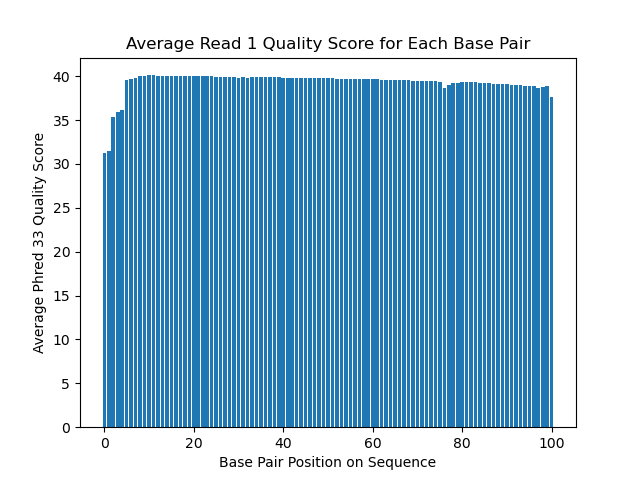 Average Read 1 Quality Score for Each Base Pair
Average Phred 33 Quality Score
40
35
30
25
20
15
10
5
0
0 20 40 60 80 100
Base Pair Position on Sequence